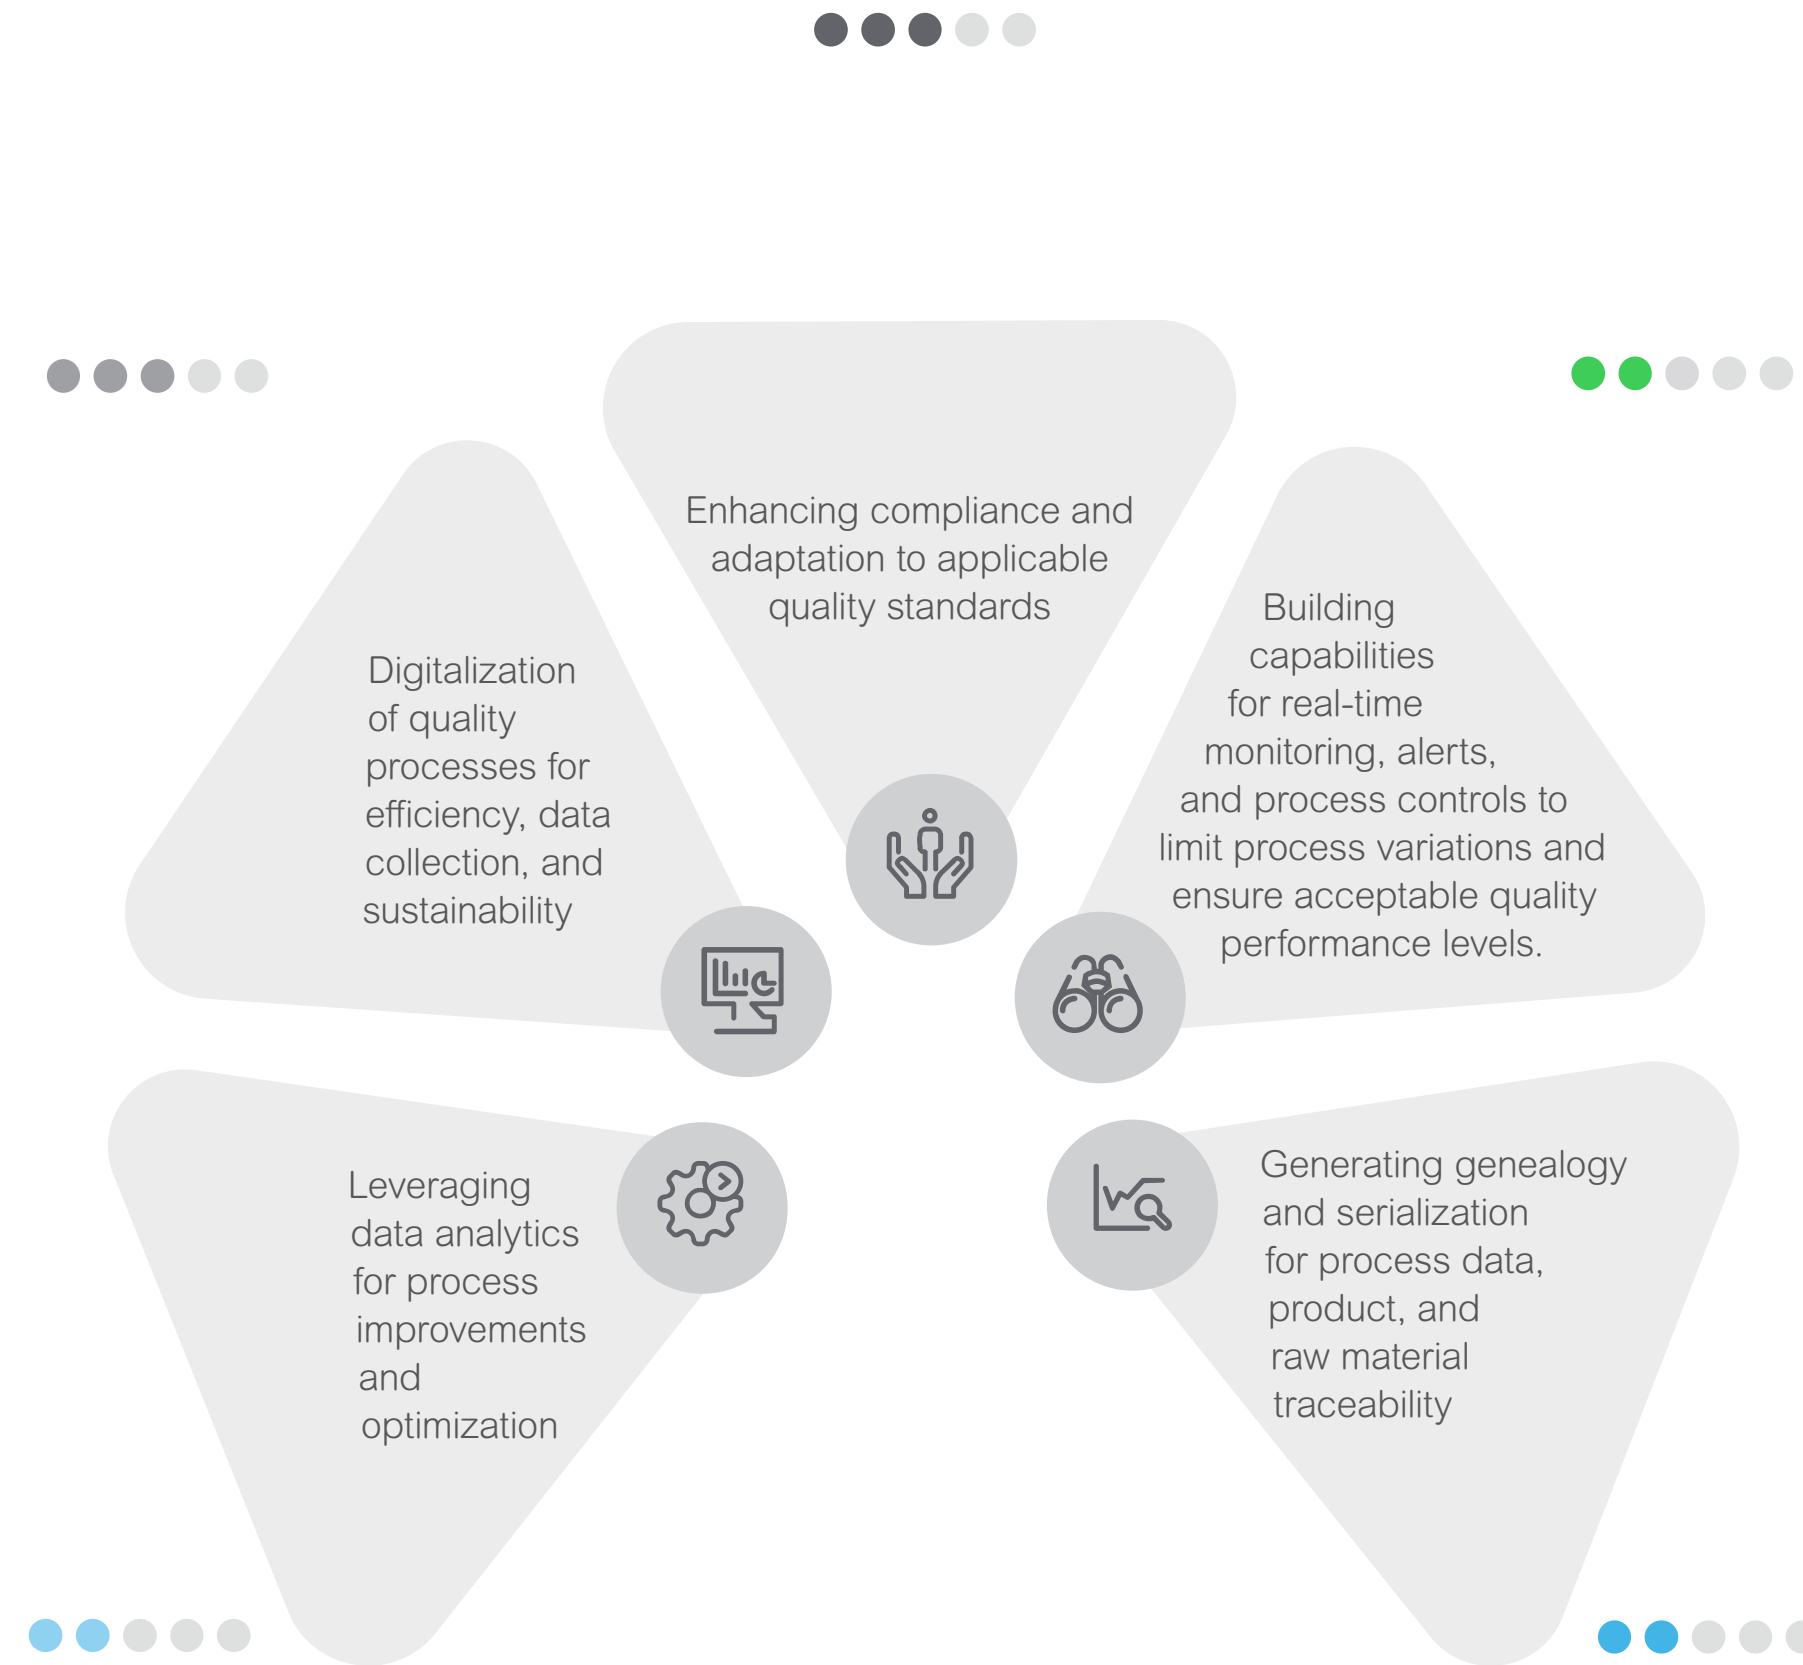 Enhancing compliance and
adaptation to applicable
quality standards
Digitalization
of quality
processes for
efficiency, data
collection, and
sustainability
Building
capabilities
for real-time
monitoring, alerts,
and process controls to
limit process variations and
ensure acceptable quality
performance levels.
Leveraging
data analytics
for process
improvements
and
optimization
Generating genealogy
and serialization
for process data,
product, and
raw material
traceability